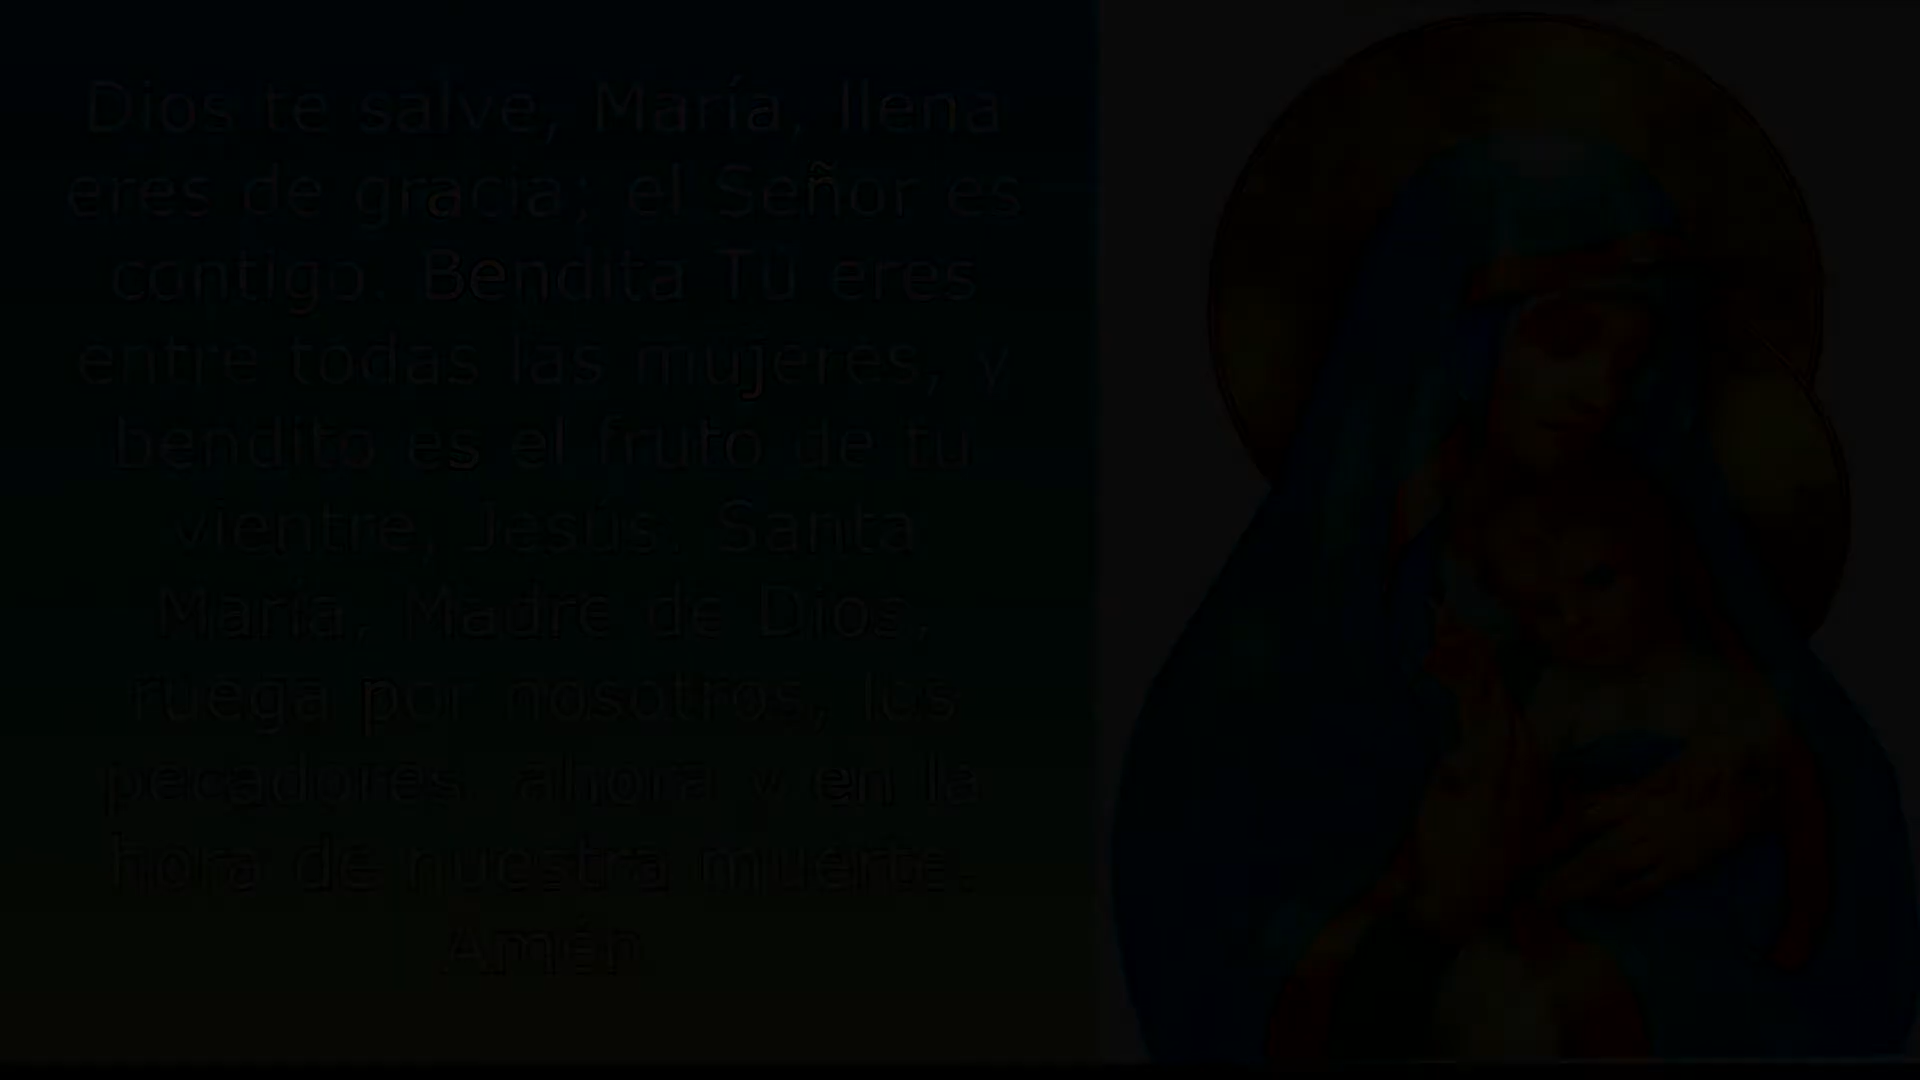 Dios te salve, María, llena
eres de gracia; el Señor es
contigo. Bendita Tú eres
entre todas las mujeres, y
bendito es el fruto de tu
vientre, Jesús. Santa
María, Madre de Dios,
ruega por nosotros, los
pecadores, ahora y en la
hora de nuestra muerte.
Amén